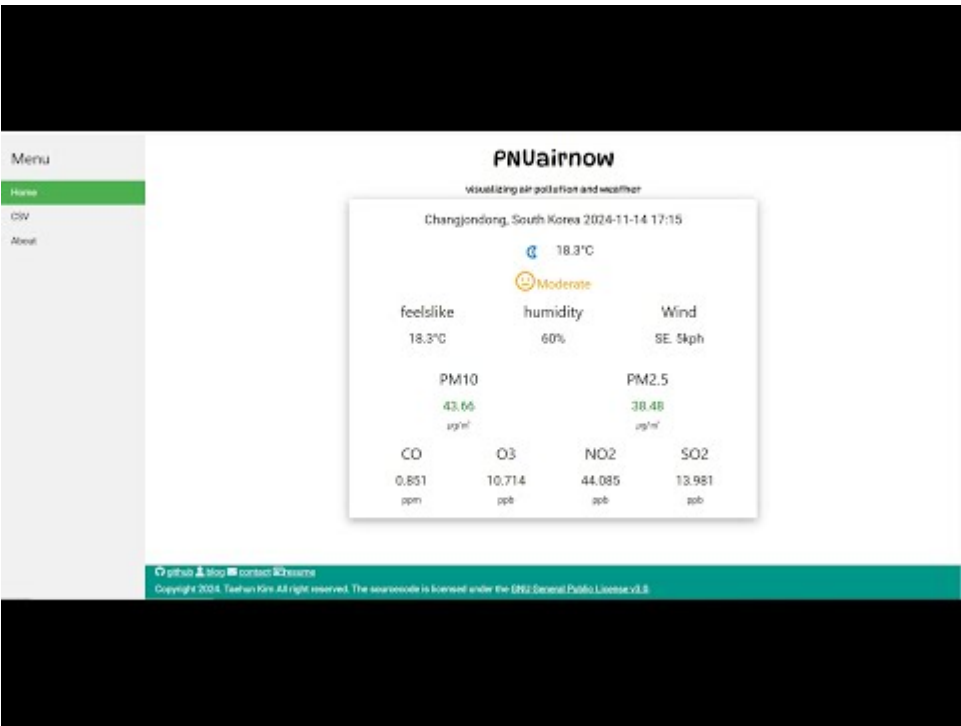 Menu
Home
CSV
About
PNUairnow
visualizing air pollution and weather
Changjondong, South Korea 2024-11-14 17:15
18.3°C
Moderate
feelslike humidity Wind
18.3°C 60% SE. 5kph
PM10 PM2.5
43.66 38.48
μg/m³ μg/m³
CO O3 NO2 SO2
0.851 10.714 44.085 13.981
ppm ppb ppb ppb
github blog contact resume
Copyright 2024. Taehun Kim All right reserved. The sourcecode is licensed under the GNU General Public License v3.0.